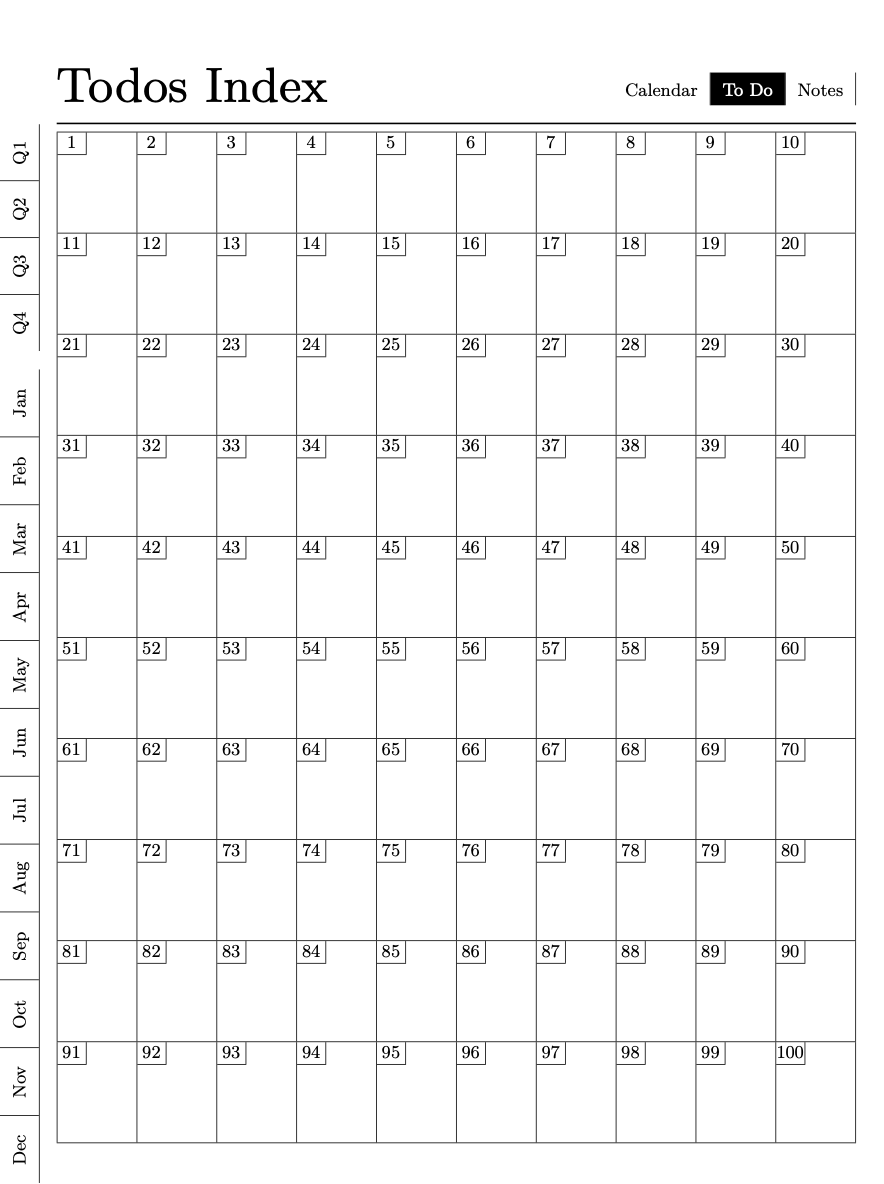 Todos Index
Calendar To Do Notes
Q1
Q2
Q3
Q4
Jan
Feb
Mar
Apr
May
Jun
Jul
Aug
Sep
Oct
Nov
Dec
1 2 3 4 5 6 7 8 9 10
11 12 13 14 15 16 17 18 19 20
21 22 23 24 25 26 27 28 29 30
31 32 33 34 35 36 37 38 39 40
41 42 43 44 45 46 47 48 49 50
51 52 53 54 55 56 57 58 59 60
61 62 63 64 65 66 67 68 69 70
71 72 73 74 75 76 77 78 79 80
81 82 83 84 85 86 87 88 89 90
91 92 93 94 95 96 97 98 99 100